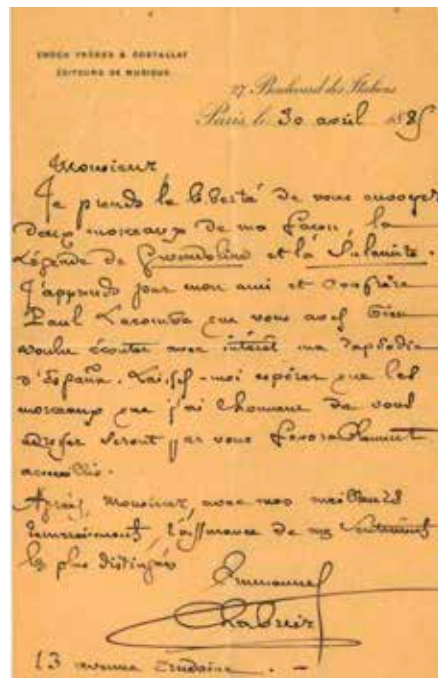 ENOCH FRÈRES & COSTALLAT
ÉDITEURS DE MUSIQUE
27 Boulevard des Italiens
Paris, le 30 avril 1885
Monsieur,
Je prends la liberté de vous envoyer
deux morceaux de ma façon, la
Légende de Gwendoline et la Sulamite.
J'apprends par mon ami et confrère
Paul Lacombe que vous avez bien
voulu écouter avec intérêt ma rapsodie
d'España. Laissez-moi espérer que les
morceaux que j'ai l'honneur de vous
adresser seront par vous favorablement
accueillis.
Agréez, Monsieur, avec mes meilleurs
remerciements, l'assurance de mes sentiments
les plus distingués
Emmanuel
Chabrier
13 avenue Trudaine.